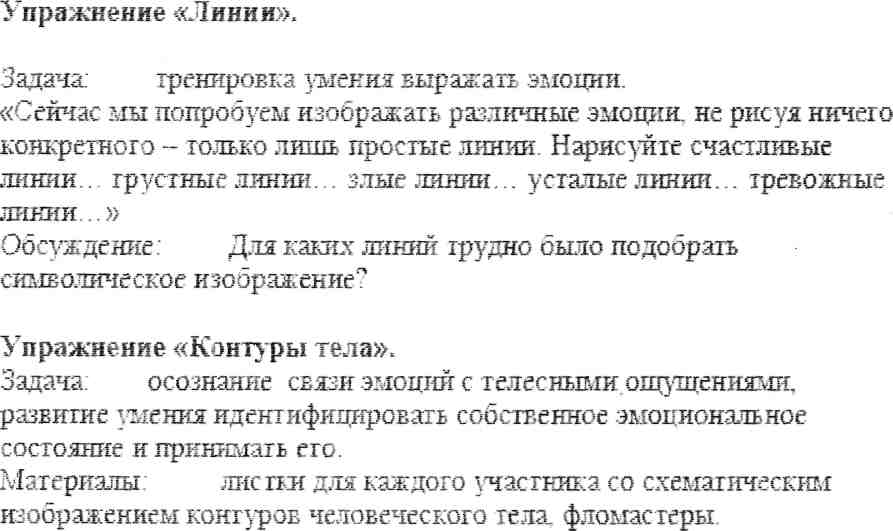 Упражнение «Линии».
Задача: тренировка умения выражать эмоции.
«Сейчас мы попробуем изображать различные эмоции, не рисуя ничего
конкретного – только лишь простые линии. Нарисуйте счастливые
линии... грустные линии... злые линии... усталые линии... тревожные
линии...»
Обсуждение: Для каких линий трудно было подобрать
символическое изображение?
Упражнение «Контуры тела».
Задача: осознание связи эмоций с телесными ощущениями,
развитие умения идентифицировать собственное эмоциональное
состояние и принимать его.
Материалы: листки для каждого участника со схематическим
изображением контуров человеческого тела, фломастеры.